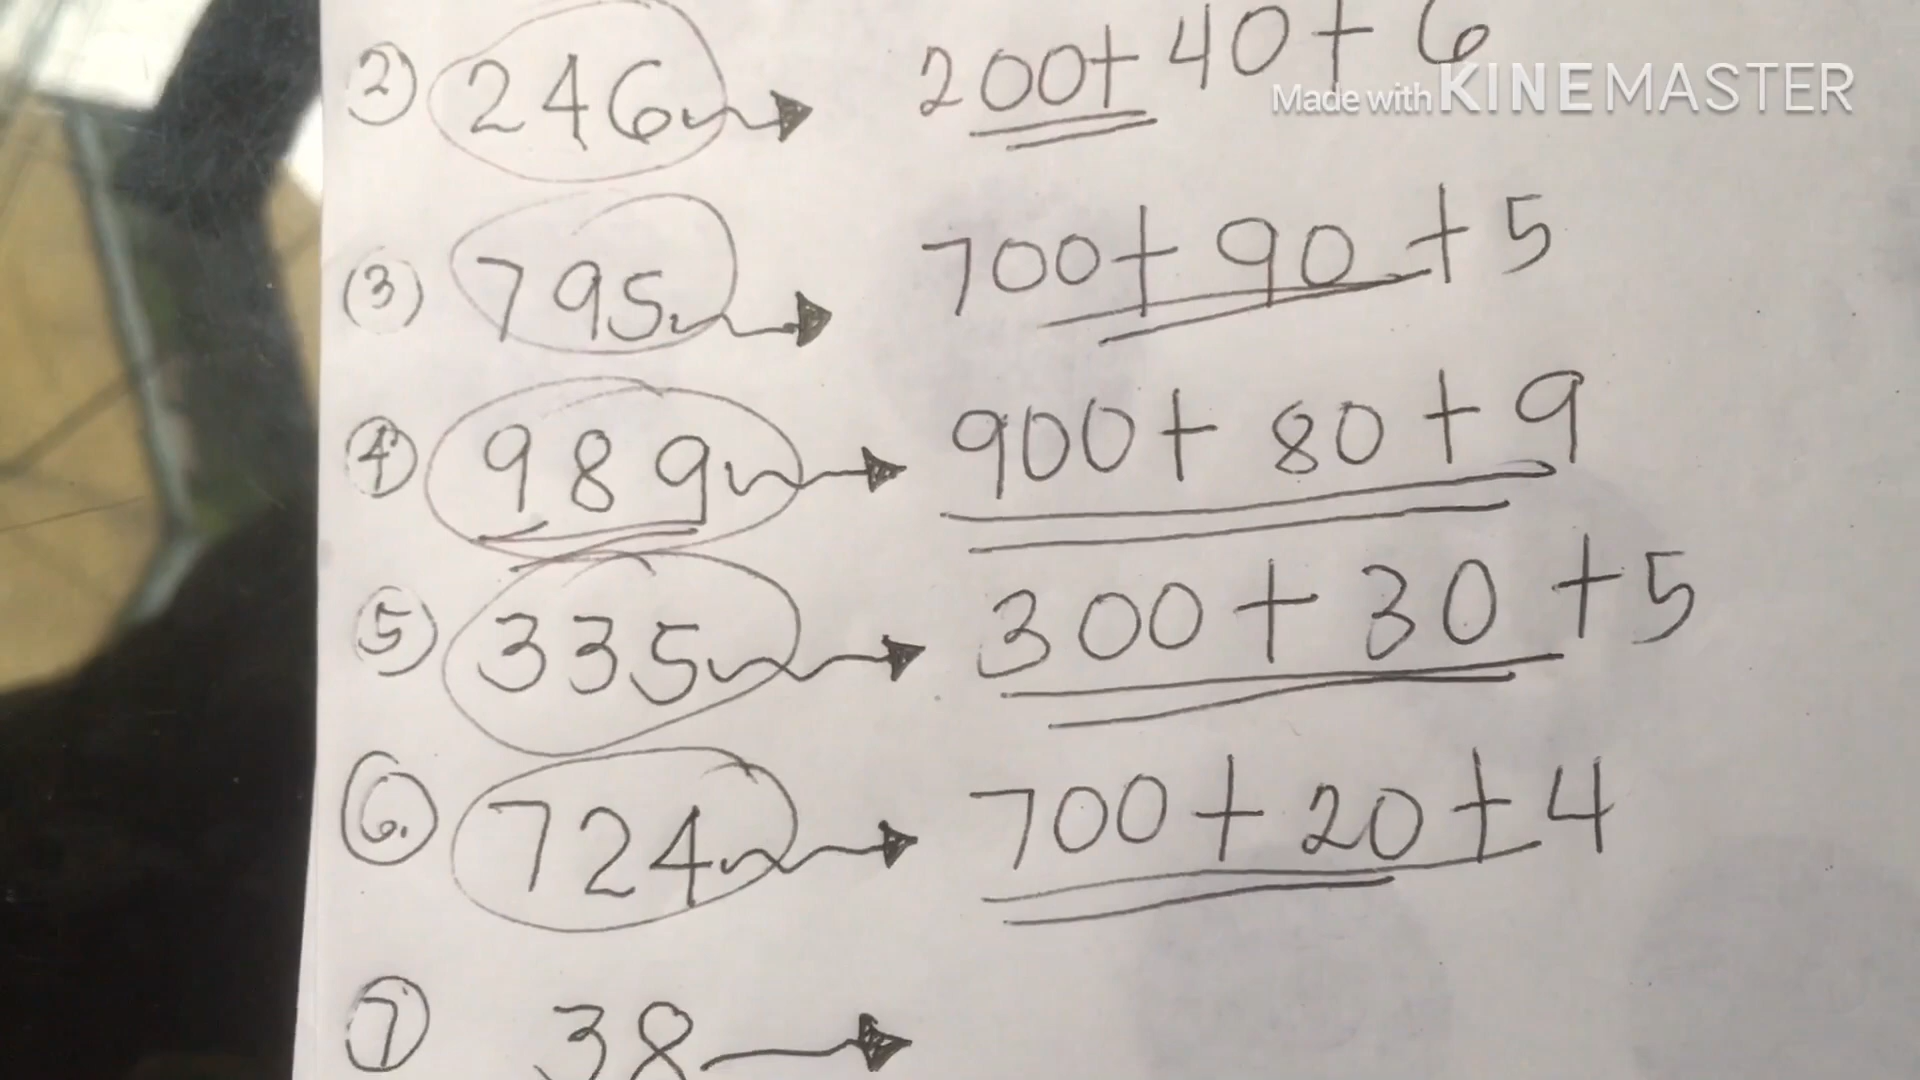 2) 246 → 200 + 40 + 6
Made with KINEMASTER
3) 795 → 700 + 90 + 5
4) 989 → 900 + 80 + 9
5) 335 → 300 + 30 + 5
6. 724 → 700 + 20 + 4
7) 38 →